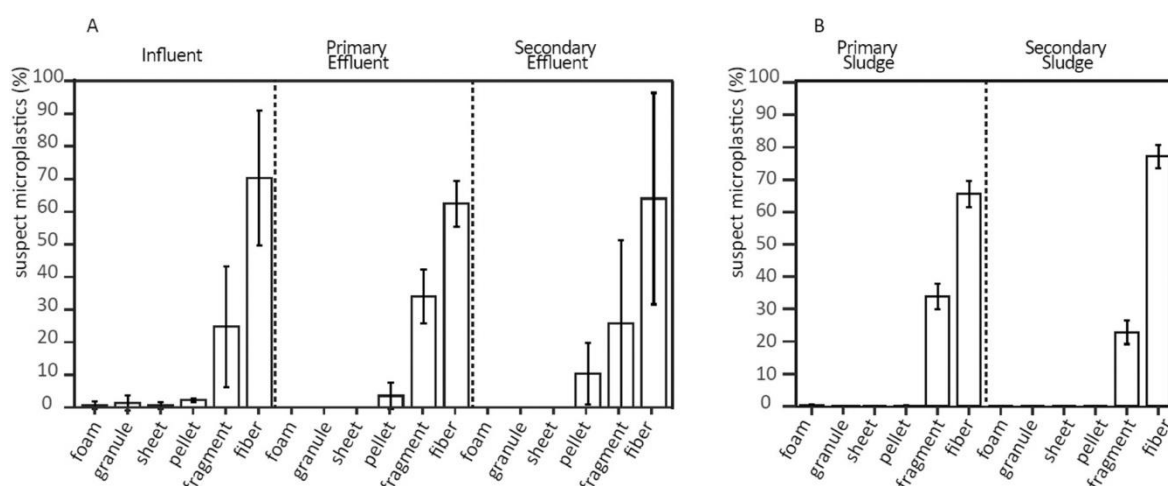 A
Influent
Primary
Effluent
Secondary
Effluent
suspect microplastics (%)
100
90
80
70
60
50
40
30
20
10
0
foam
granule
sheet
pellet
fragment
fiber
foam
granule
sheet
pellet
fragment
fiber
foam
granule
sheet
pellet
fragment
fiber
B
Primary
Sludge
Secondary
Sludge
suspect microplastics (%)
100
90
80
70
60
50
40
30
20
10
0
foam
granule
sheet
pellet
fragment
fiber
foam
granule
sheet
pellet
fragment
fiber